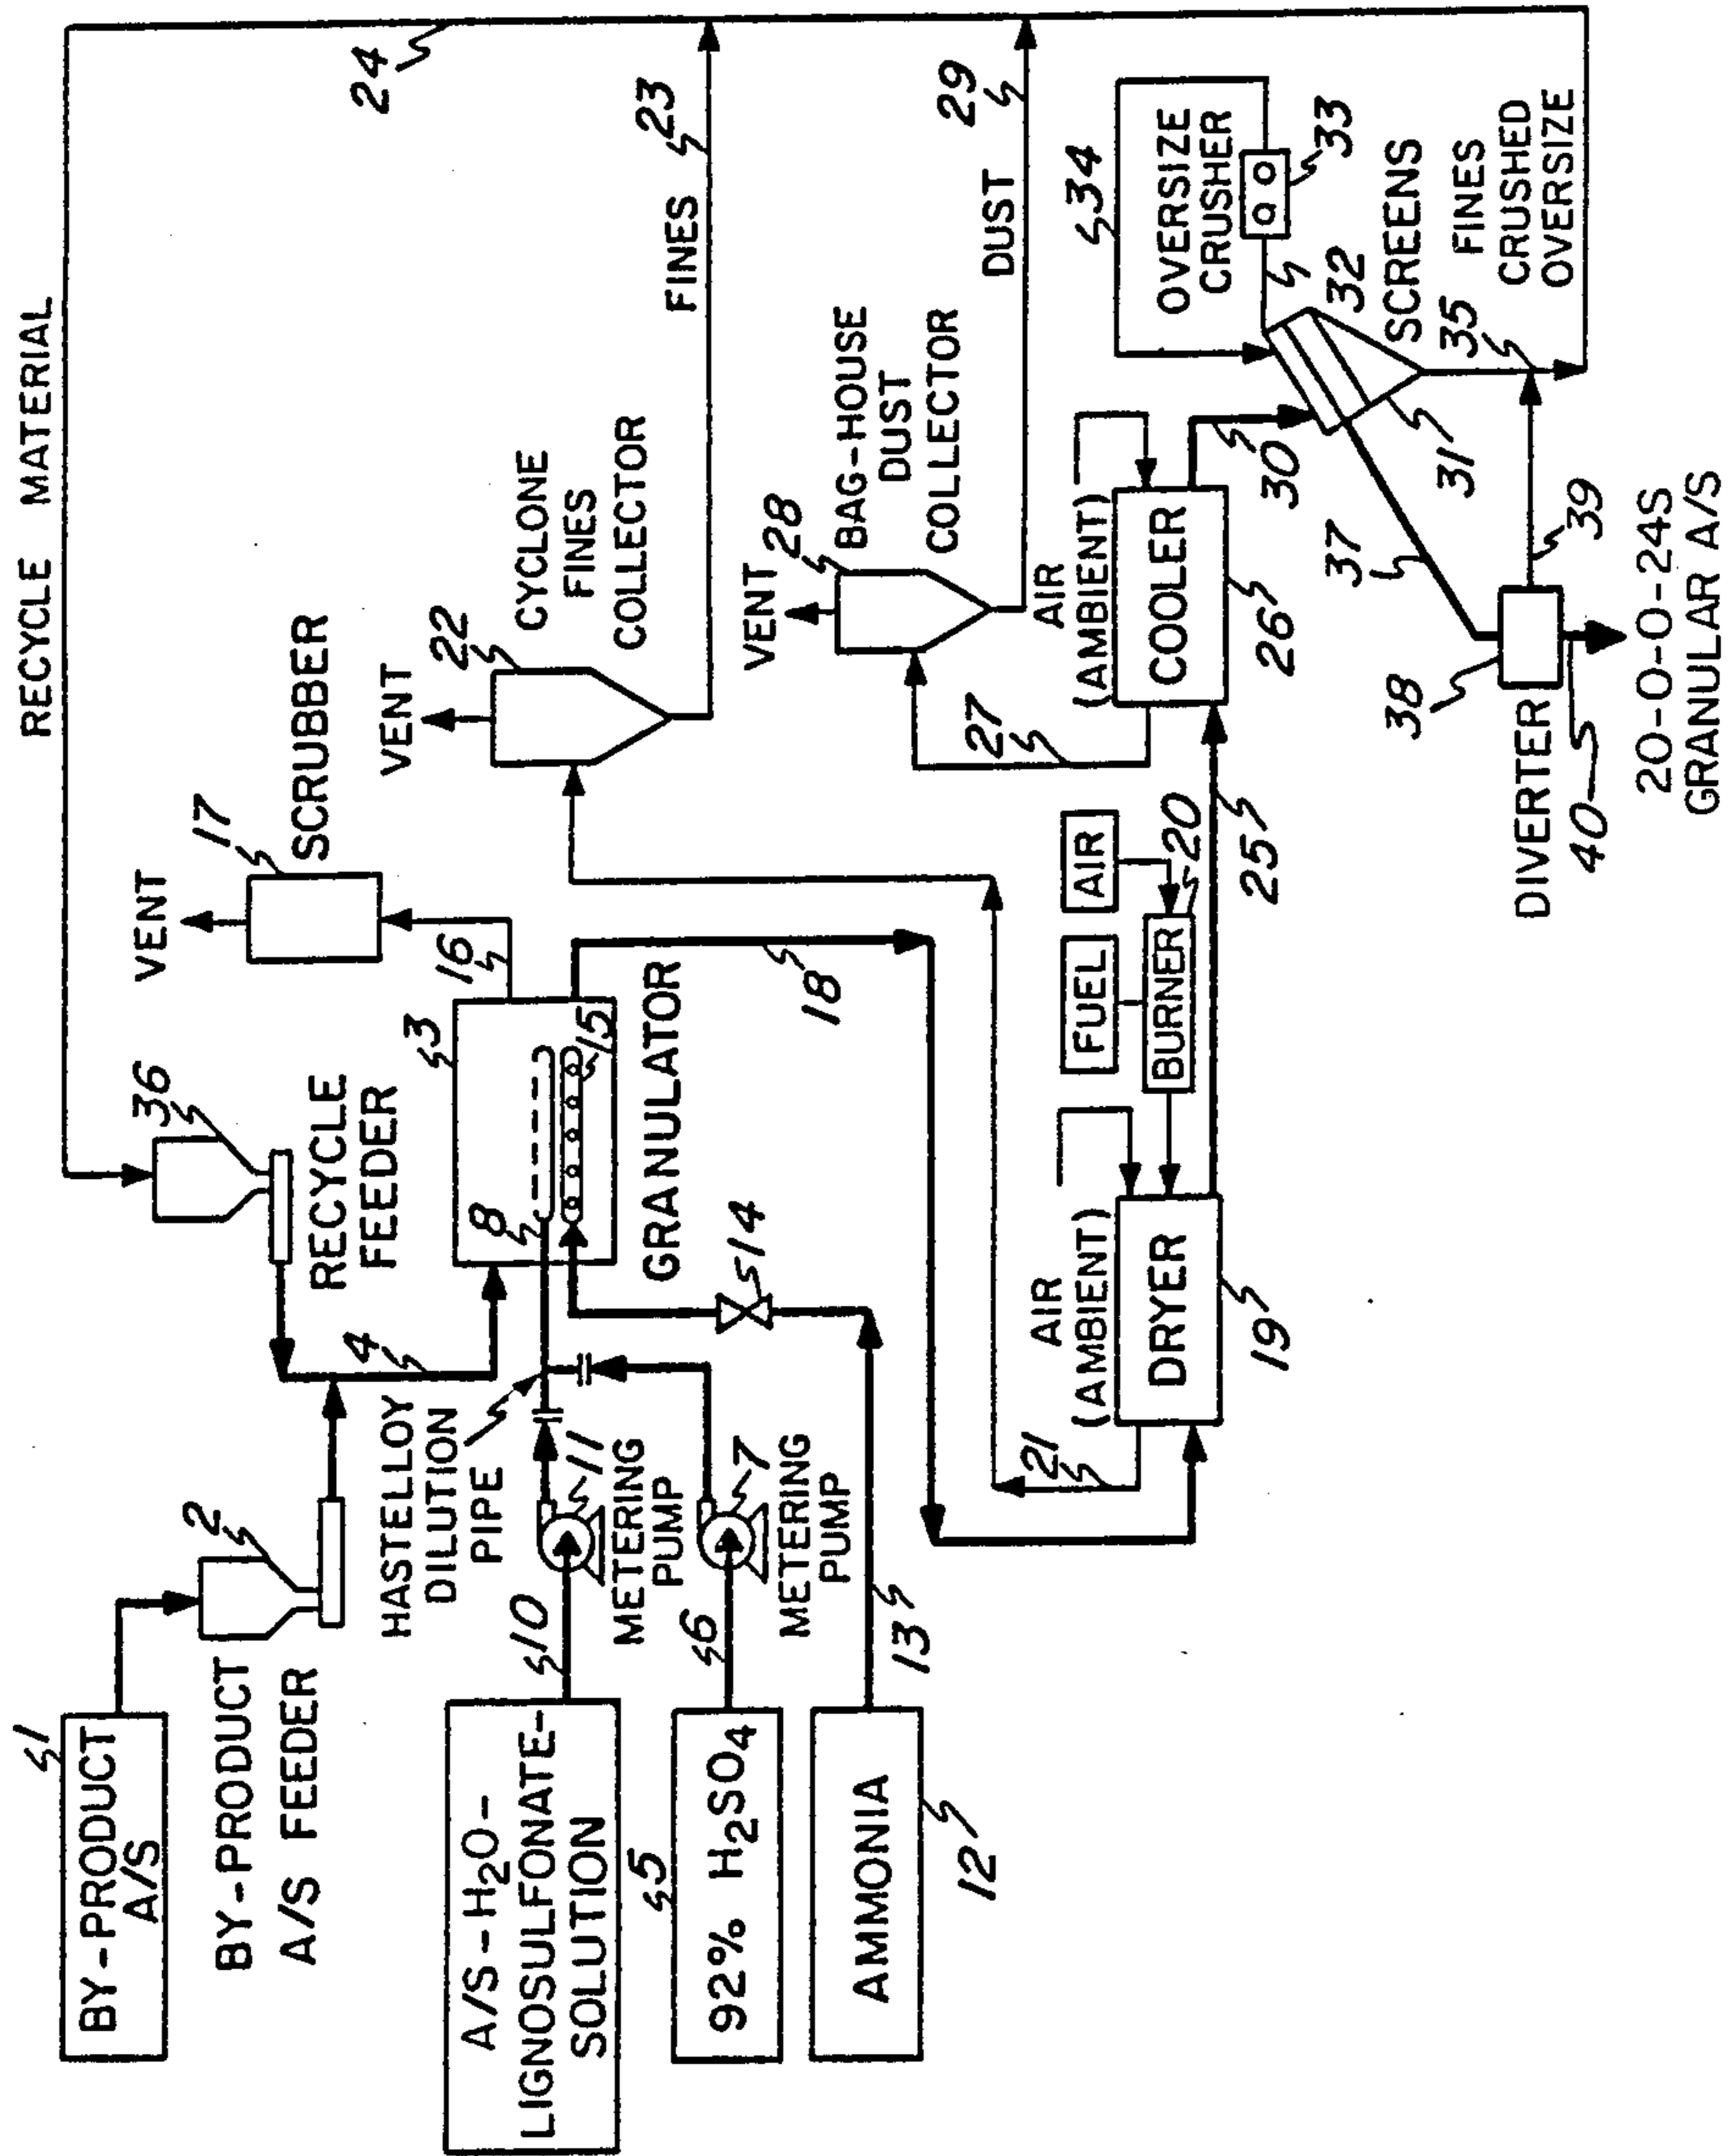 RECYCLE MATERIAL
24
1
BY-PRODUCT
A/S
2
BY-PRODUCT
A/S FEEDER
36
RECYCLE
FEEDER
4
VENT
17
SCRUBBER
16
3
8
15
GRANULATOR
18
HASTELLOY
DILUTION
PIPE
A/S-H2O-
LIGNOSULFONATE-
SOLUTION
10
11
METERING
PUMP
5
92% H2SO4
6
7
METERING
PUMP
AMMONIA
12
13
14
VENT
22
CYCLONE
FINES
COLLECTOR
FINES
23
VENT
28
BAG-HOUSE
DUST
COLLECTOR
DUST
29
21
AIR
(AMBIENT)
DRYER
19
FUEL
AIR
BURNER
20
25
27
AIR
(AMBIENT)
COOLER
26
30
34
OVERSIZE
CRUSHER
33
32
SCREENS
31
35
FINES
CRUSHED
OVERSIZE
37
38
DIVERTER
39
40
20-0-0-24S
GRANULAR A/S